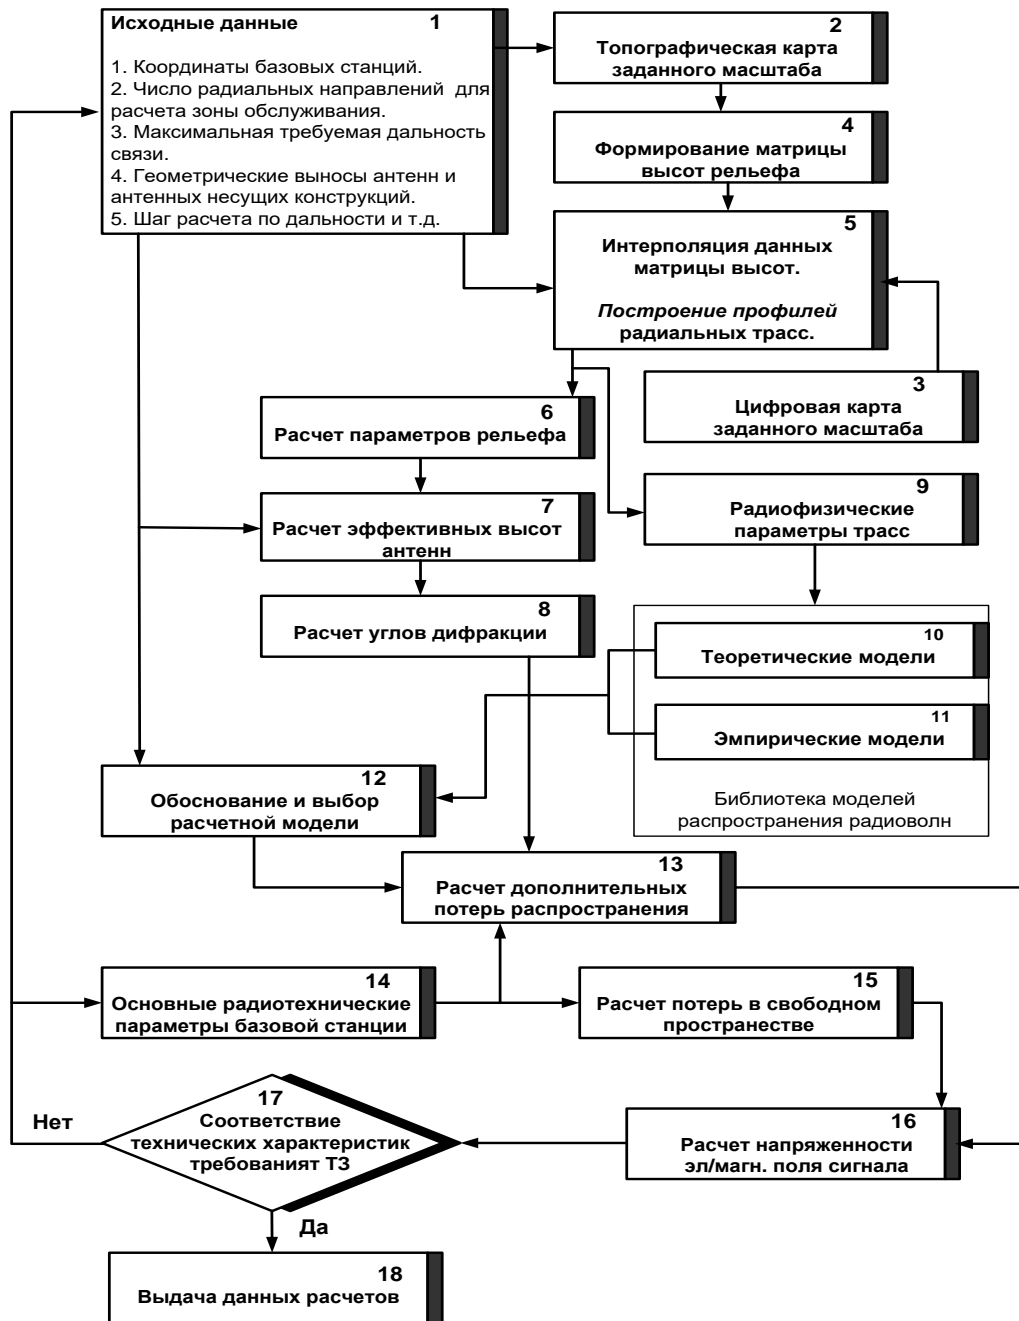 Исходные данные 1
1. Координаты базовых станций.
2. Число радиальных направлений для
расчета зоны обслуживания.
3. Максимальная требуемая дальность
связи.
4. Геометрические выносы антенн и
антенных несущих конструкций.
5. Шаг расчета по дальности и т.д.
2
Топографическая карта
заданного масштаба
4
Формирование матрицы
высот рельефа
5
Интерполяция данных
матрицы высот.
Построение профилей
радиальных трасс.
3
Цифровая карта
заданного масштаба
6
Расчет параметров рельефа
7
Расчет эффективных высот
антенн
8
Расчет углов дифракции
9
Радиофизические
параметры трасс
10
Теоретические модели
11
Эмпирические модели
Библиотека моделей
распространения радиоволн
12
Обоснование и выбор
расчетной модели
13
Расчет дополнительных
потерь распространения
14
Основные радиотехнические
параметры базовой станции
15
Расчет потерь в свободном
пространестве
16
Расчет напряженности
эл/магн. поля сигнала
17
Соответствие
технических характеристик
требованият ТЗ
Нет
Да
18
Выдача данных расчетов